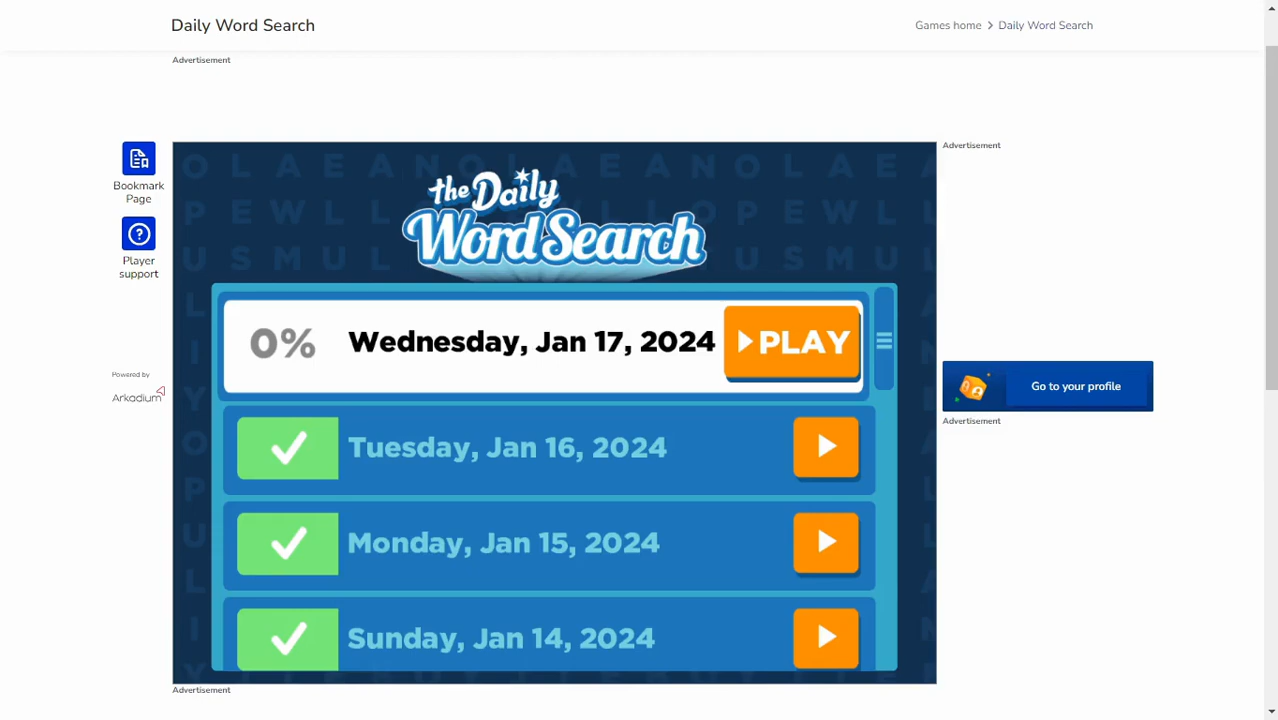 Daily Word Search
Games home > Daily Word Search
Advertisement
Advertisement
Bookmark
Page
the Daily
WordSearch
Player
support
0% Wednesday, Jan 17, 2024 PLAY
Powered by
Arkadium
Go to your profile
Advertisement
Tuesday, Jan 16, 2024
Monday, Jan 15, 2024
Sunday, Jan 14, 2024
Advertisement